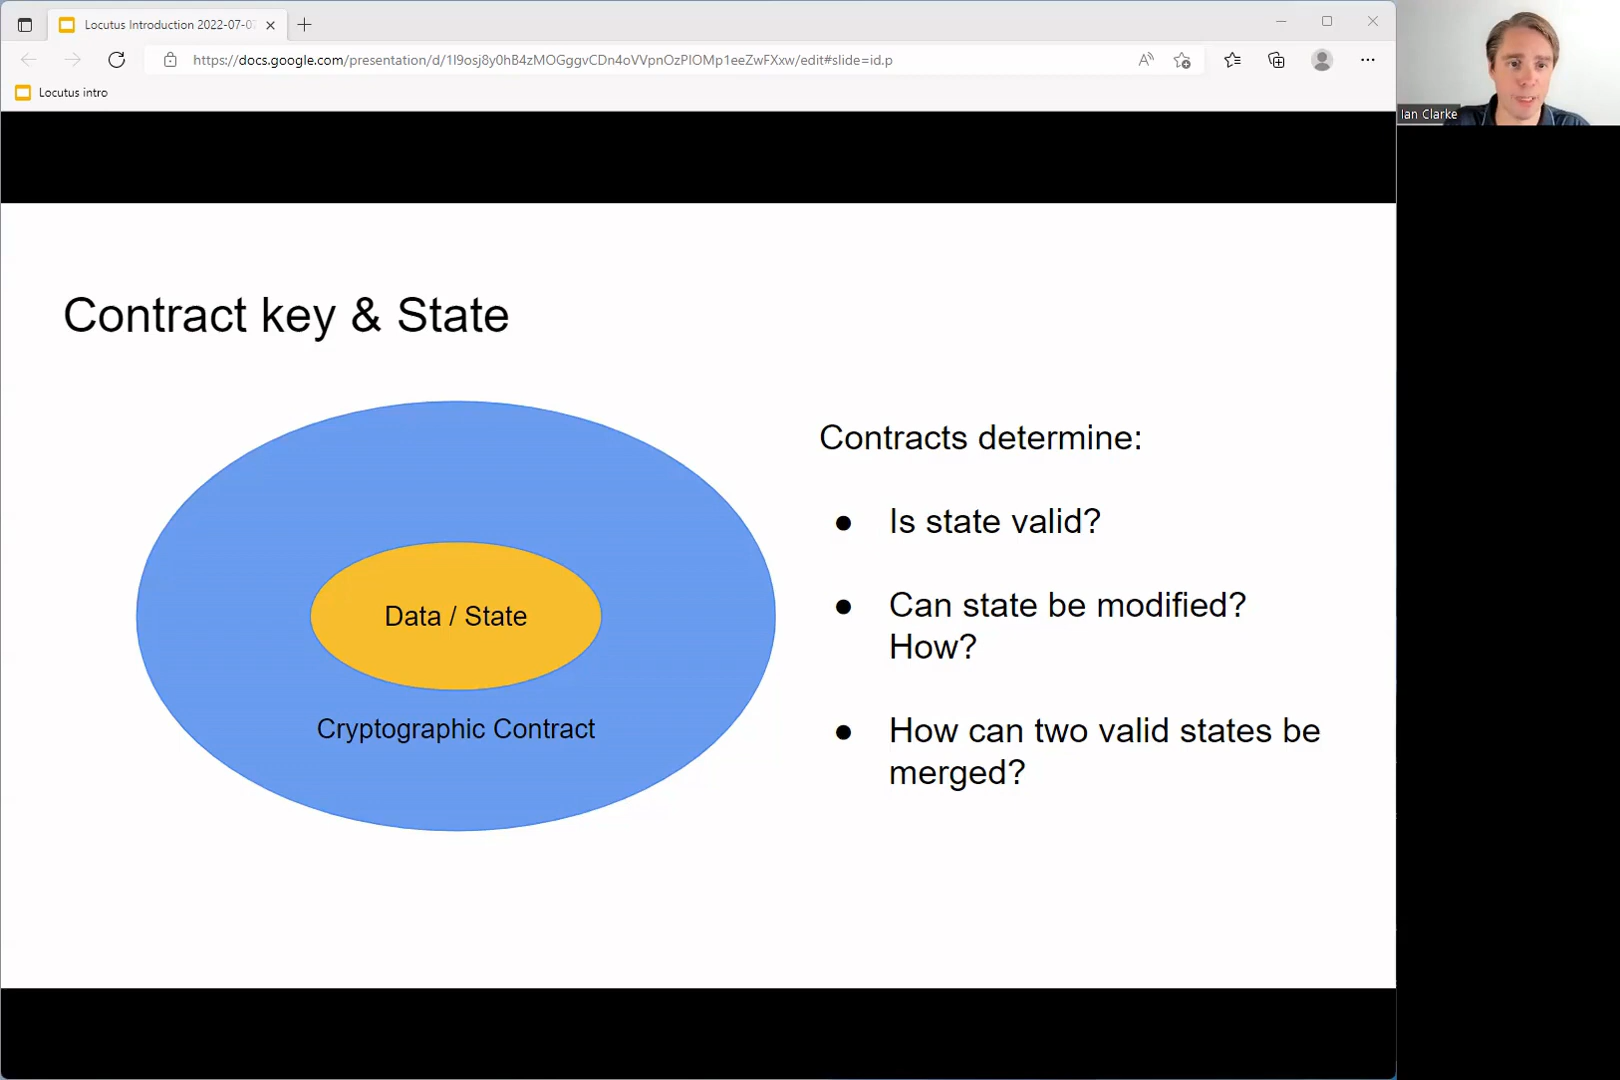 Locutus Introduction 2022-07-07
https://docs.google.com/presentation/d/1l9osj8y0hB4zMOGggvCDn4oVVpnOzPlOMp1eeZwFXxw/edit#slide=id.p
Locutus intro
Ian Clarke
Contract key & State
Data / State
Cryptographic Contract
Contracts determine:
● Is state valid?
● Can state be modified?
How?
● How can two valid states be
merged?